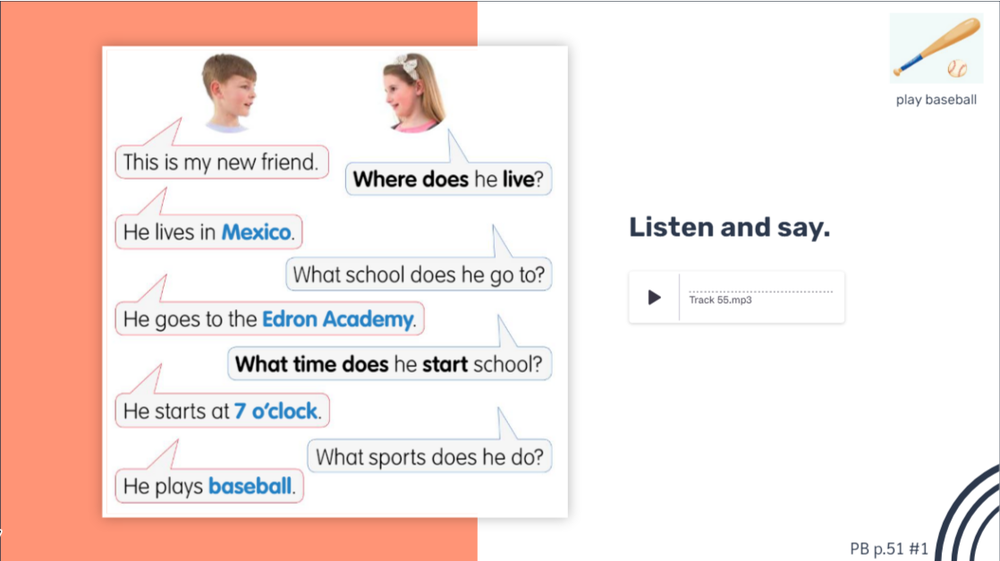 play baseball
This is my new friend.
Where does he live?
He lives in Mexico.
What school does he go to?
He goes to the Edron Academy.
What time does he start school?
He starts at 7 o'clock.
What sports does he do?
He plays baseball.
Listen and say.
Track 55.mp3
PB p.51 #1